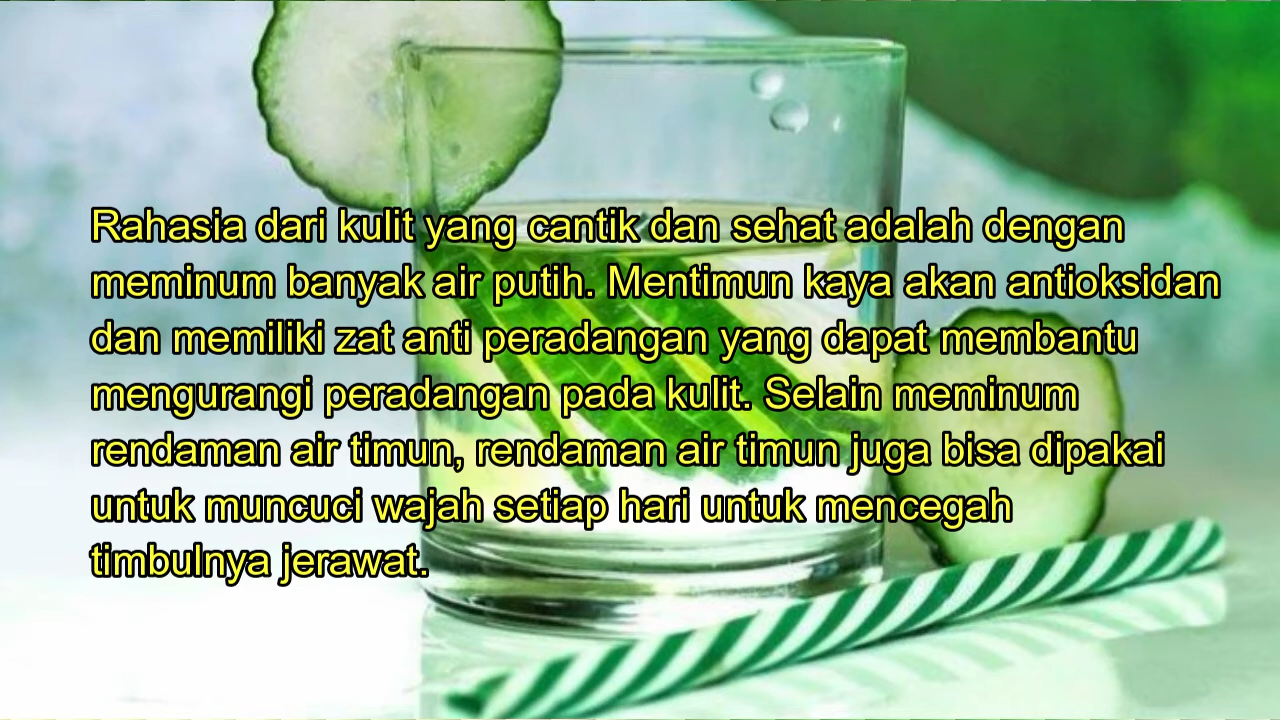 Rahasia dari kulit yang cantik dan sehat adalah dengan
meminum banyak air putih. Mentimun kaya akan antioksidan
dan memiliki zat anti peradangan yang dapat membantu
mengurangi peradangan pada kulit. Selain meminum
rendaman air timun, rendaman air timun juga bisa dipakai
untuk muncuci wajah setiap hari untuk mencegah
timbulnya jerawat.